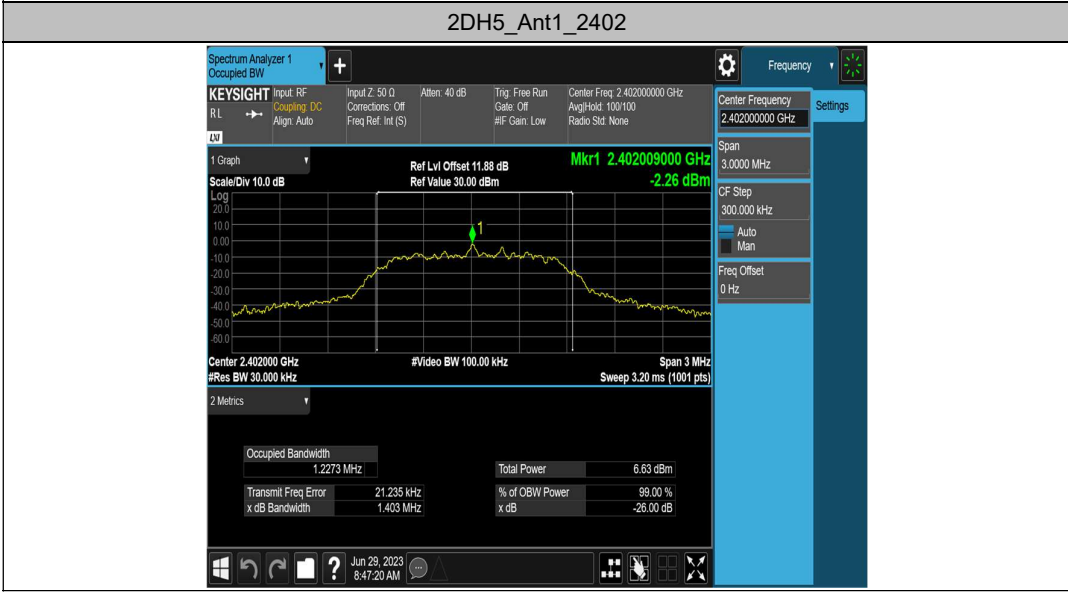 2DH5_Ant1_2402
Spectrum Analyzer 1
Occupied BW
+
Frequency
KEYSIGHT
RL
LXI
Input: RF
Coupling: DC
Align: Auto
Input Z: 50 Ω
Corrections: Off
Freq Ref: Int (S)
Atten: 40 dB
Trig: Free Run
Gate: Off
#IF Gain: Low
Center Freq: 2.402000000 GHz
Avg|Hold: 100/100
Radio Std: None
Center Frequency
2.402000000 GHz
Settings
Span
3.0000 MHz
CF Step
300.000 kHz
Auto
Man
Freq Offset
0 Hz
1 Graph
Scale/Div 10.0 dB
Ref Lvl Offset 11.88 dB
Ref Value 30.00 dBm
Mkr1 2.402009000 GHz
-2.26 dBm
Log
20.0
10.0
0.00
-10.0
-20.0
-30.0
-40.0
-50.0
-60.0
1
Center 2.402000 GHz
#Video BW 100.00 kHz
Span 3 MHz
#Res BW 30.000 kHz
Sweep 3.20 ms (1001 pts)
2 Metrics
Occupied Bandwidth
1.2273 MHz
Total Power 6.63 dBm
Transmit Freq Error 21.235 kHz
% of OBW Power 99.00 %
x dB Bandwidth 1.403 MHz
x dB -26.00 dB
?
Jun 29, 2023
8:47:20 AM